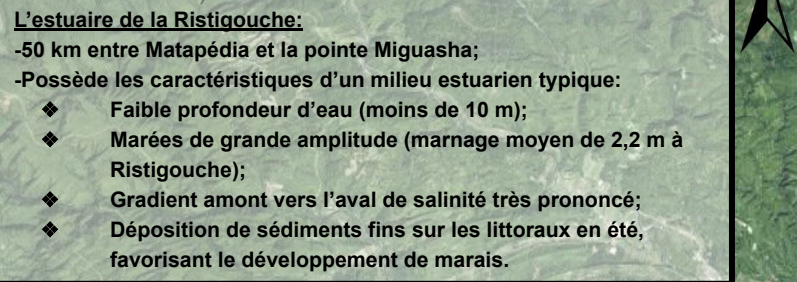 L'estuaire de la Ristigouche:
-50 km entre Matapédia et la pointe Miguasha;
-Possède les caractéristiques d'un milieu estuarien typique:
❖ Faible profondeur d'eau (moins de 10 m);
❖ Marées de grande amplitude (marnage moyen de 2,2 m à
Ristigouche);
❖ Gradient amont vers l'aval de salinité très prononcé;
❖ Déposition de sédiments fins sur les littoraux en été,
favorisant le développement de marais.